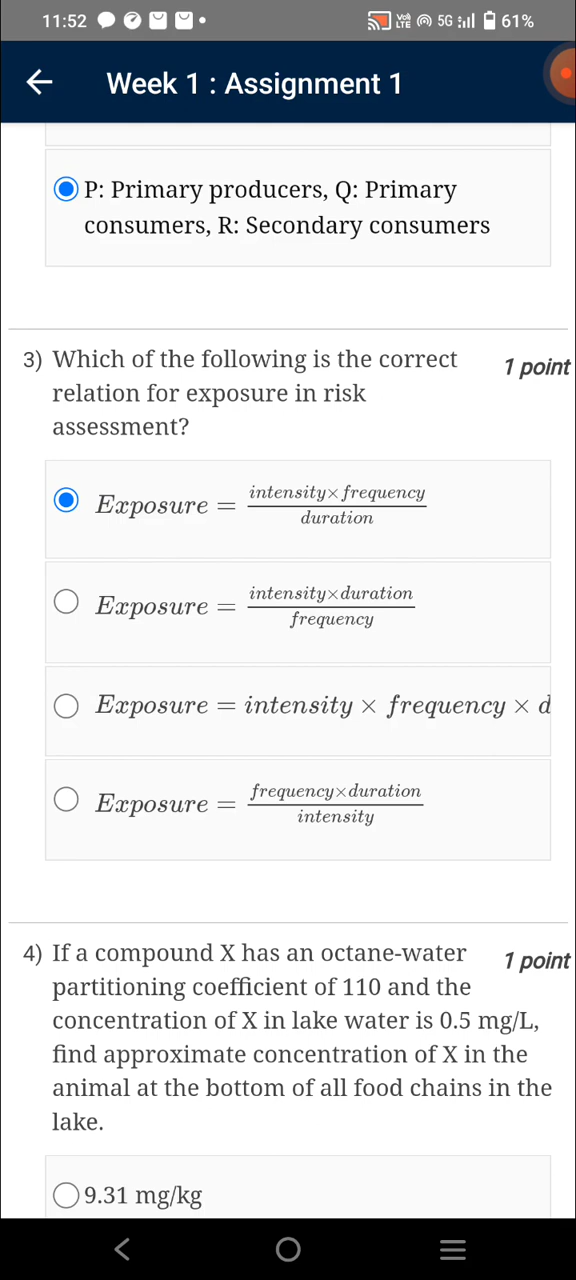 11:52 5G 61%
Week 1 : Assignment 1
P: Primary producers, Q: Primary
consumers, R: Secondary consumers
3) Which of the following is the correct 1 point
relation for exposure in risk
assessment?
Exposure = intensity×frequency / duration
Exposure = intensity×duration / frequency
Exposure = intensity × frequency × d
Exposure = frequency×duration / intensity
4) If a compound X has an octane-water 1 point
partitioning coefficient of 110 and the
concentration of X in lake water is 0.5 mg/L,
find approximate concentration of X in the
animal at the bottom of all food chains in the
lake.
9.31 mg/kg